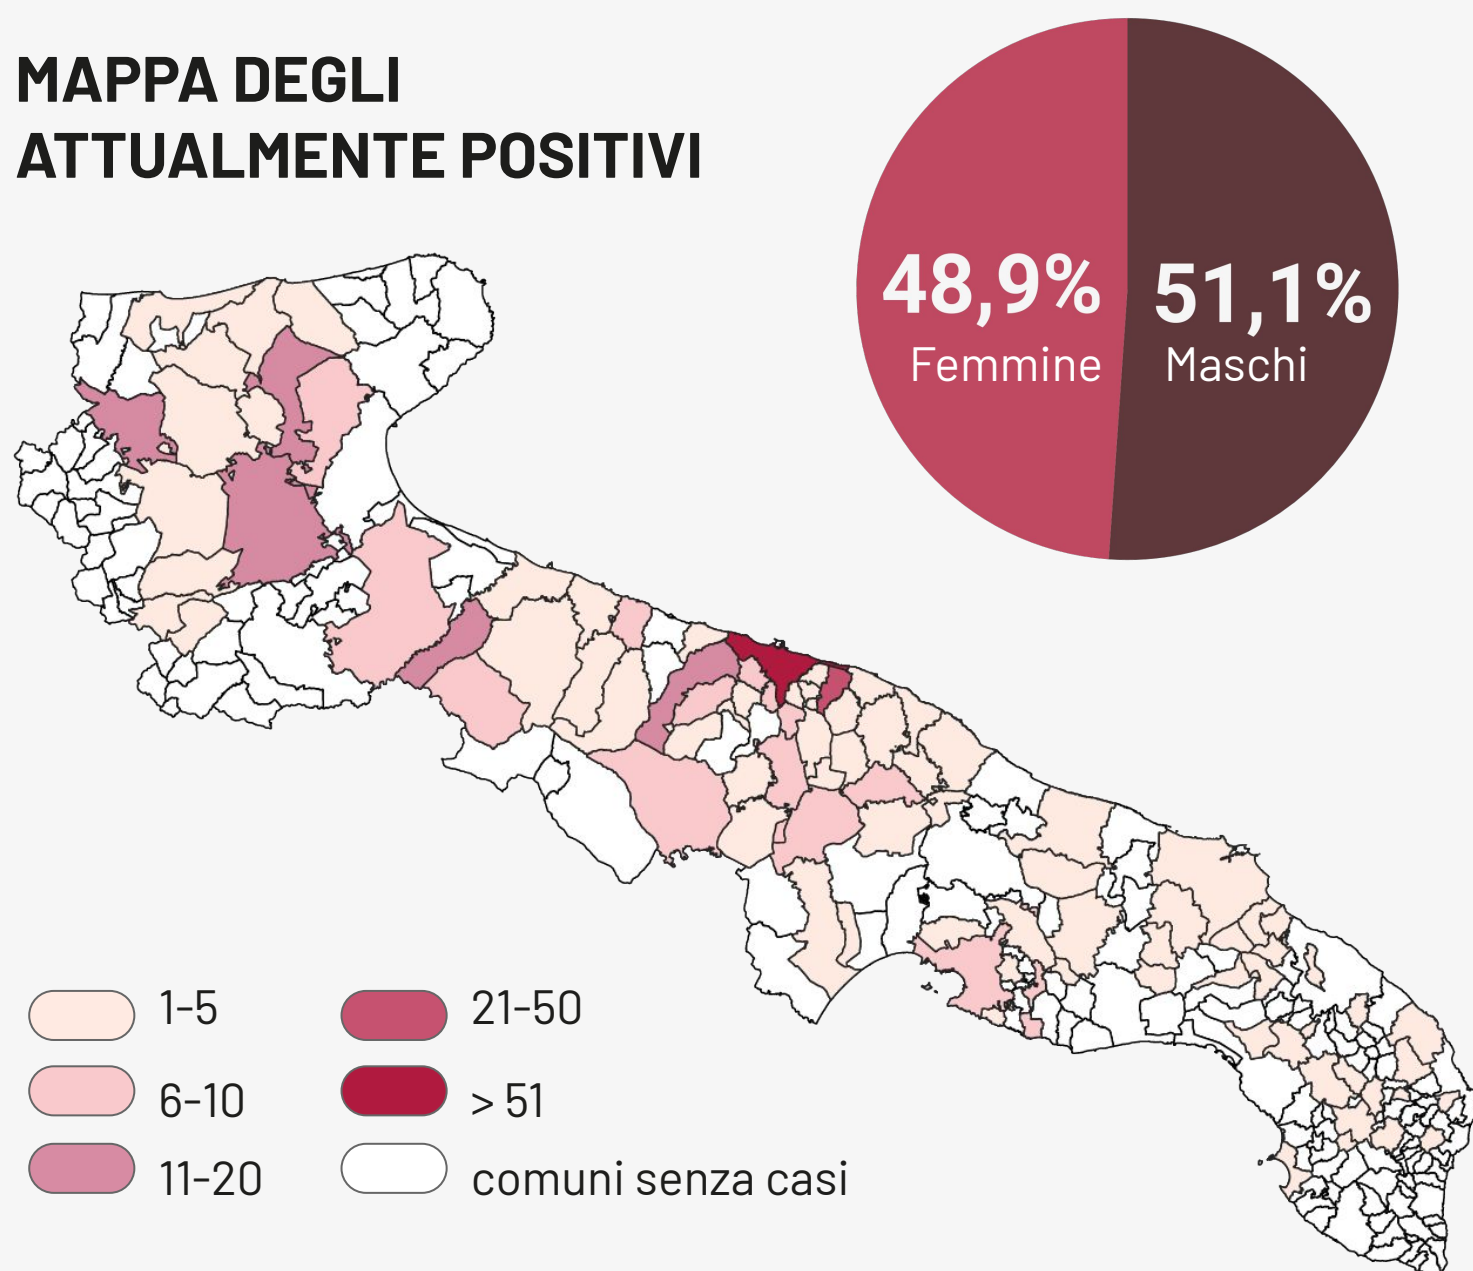 MAPPA DEGLI
ATTUALMENTE POSITIVI
48,9%
Femmine
51,1%
Maschi
1-5
6-10
11-20
21-50
> 51
comuni senza casi